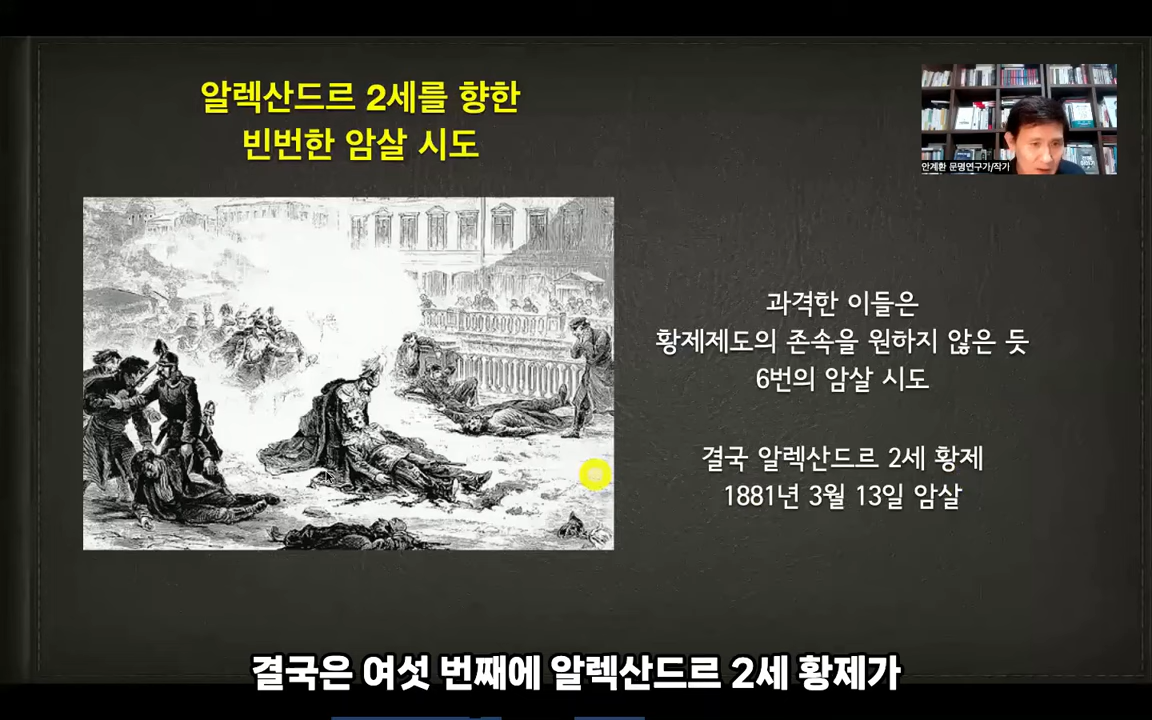 알렉산드르 2세를 향한
빈번한 암살 시도
안계환 문명연구가/작가
과격한 이들은
황제제도의 존속을 원하지 않은 듯
6번의 암살 시도
결국 알렉산드르 2세 황제
1881년 3월 13일 암살
결국은 여섯 번째에 알렉산드르 2세 황제가